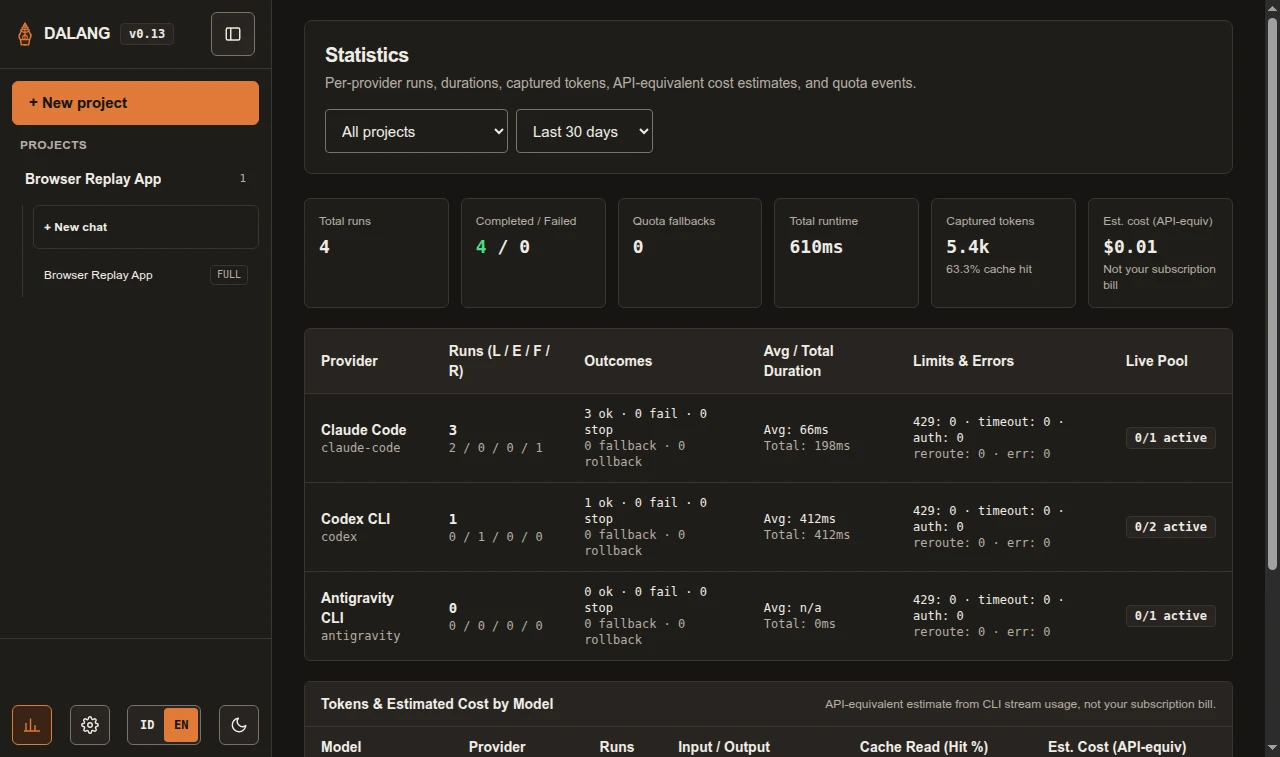 DALANG v0.13
+ New project
PROJECTS
Browser Replay App 1
+ New chat
Browser Replay App FULL
ID EN
Statistics
Per-provider runs, durations, captured tokens, API-equivalent cost estimates, and quota events.
All projects Last 30 days
Total runs
4
Completed / Failed
4 / 0
Quota fallbacks
0
Total runtime
610ms
Captured tokens
5.4k
63.3% cache hit
Est. cost (API-equiv)
$0.01
Not your subscription
bill
Provider
Runs (L / E / F /
R)
Outcomes
Avg / Total
Duration
Limits & Errors
Live Pool
Claude Code
claude-code
3
2 / 0 / 0 / 1
3 ok · 0 fail · 0
stop
0 fallback · 0
rollback
Avg: 66ms
Total: 198ms
429: 0 · timeout: 0 ·
auth: 0
reroute: 0 · err: 0
0/1 active
Codex CLI
codex
1
0 / 1 / 0 / 0
1 ok · 0 fail · 0
stop
0 fallback · 0
rollback
Avg: 412ms
Total: 412ms
429: 0 · timeout: 0 ·
auth: 0
reroute: 0 · err: 0
0/2 active
Antigravity
CLI
antigravity
0
0 / 0 / 0 / 0
0 ok · 0 fail · 0
stop
0 fallback · 0
rollback
Avg: n/a
Total: 0ms
429: 0 · timeout: 0 ·
auth: 0
reroute: 0 · err: 0
0/1 active
Tokens & Estimated Cost by Model
API-equivalent estimate from CLI stream usage, not your subscription bill.
Model Provider Runs Input / Output Cache Read (Hit %) Est. Cost (API-equiv)